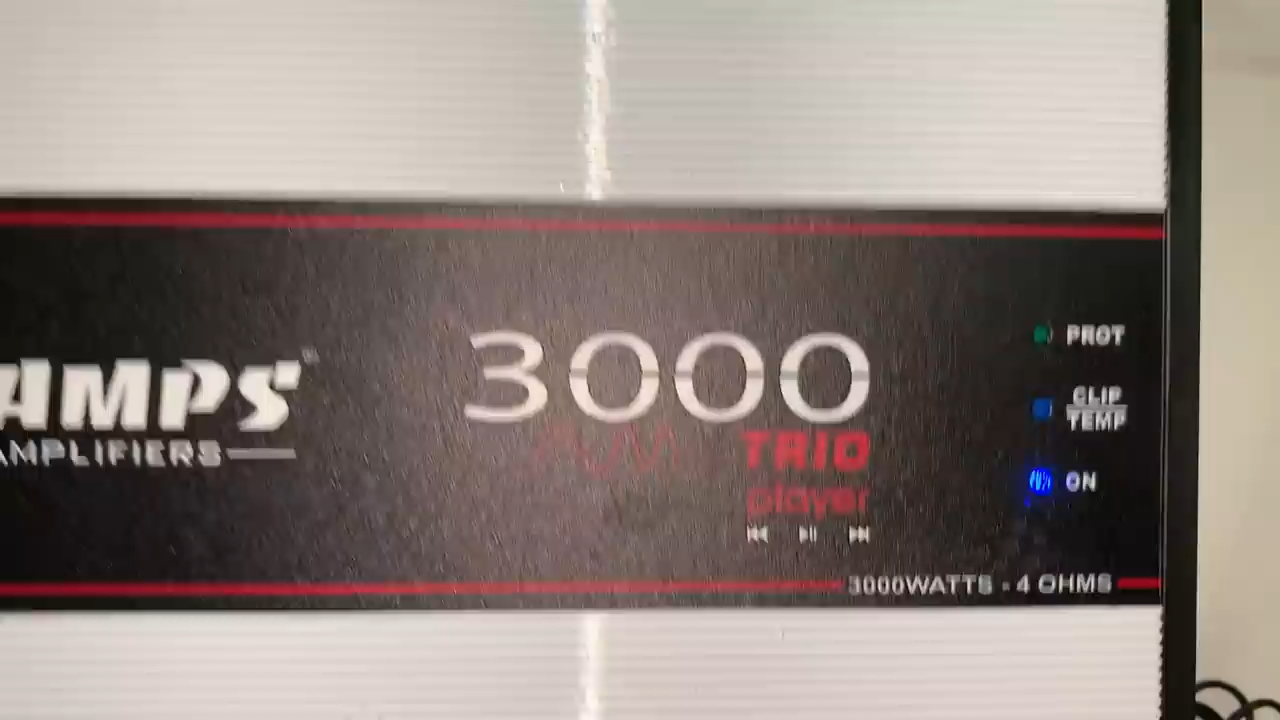 AMPS
AMPLIFIERS
3000
TRIO
player
PROT
CLIP
TEMP
ON
3000WATTS - 4 OHMS